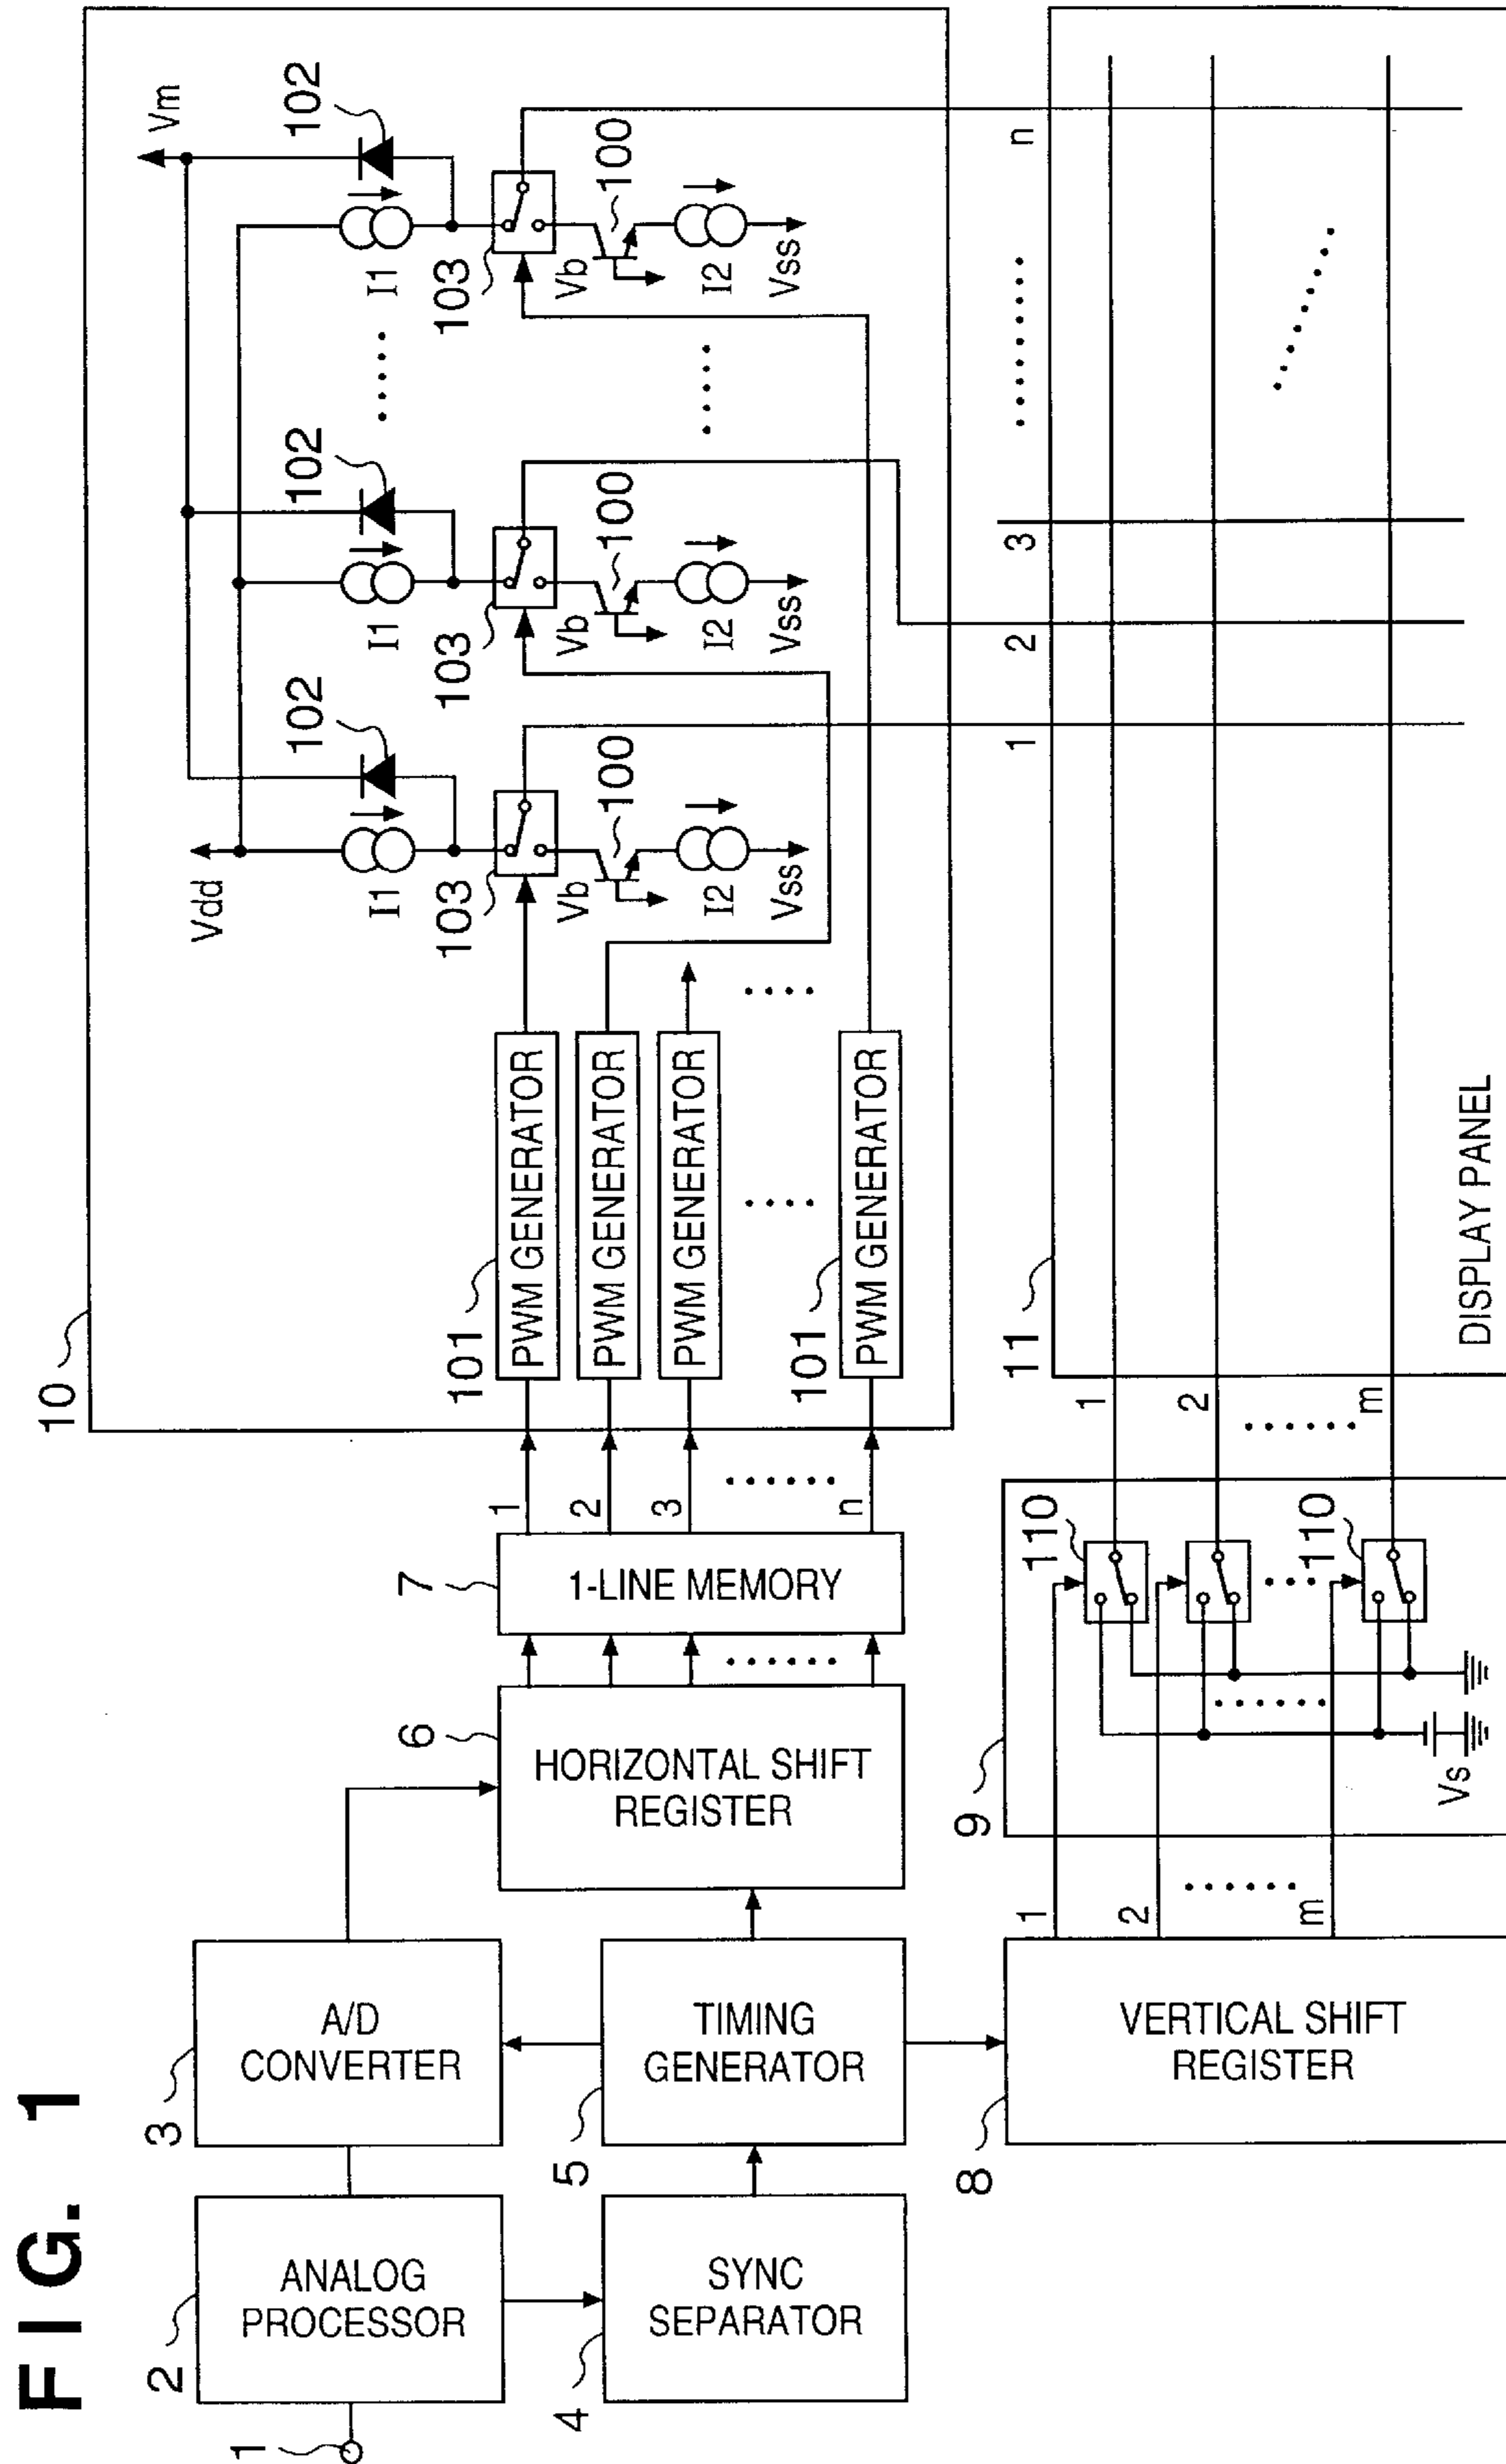 FIG. 1
1
2
ANALOG
PROCESSOR
3
A/D
CONVERTER
4
SYNC
SEPARATOR
5
TIMING
GENERATOR
6
HORIZONTAL SHIFT
REGISTER
7
1-LINE MEMORY
1
2
3
n
8
VERTICAL SHIFT
REGISTER
1
2
m
9
Vs
110
110
1
2
m
10
101
PWM GENERATOR
PWM GENERATOR
PWM GENERATOR
101
PWM GENERATOR
Vdd
Vm
I1
102
103
Vb
100
I2
Vss
I1
102
103
Vb
100
I2
Vss
I1
102
103
Vb
100
I2
Vss
11
1
2
3
n
DISPLAY PANEL